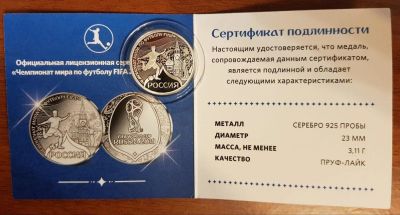 Официальная лицензионная сер
«Чемпионат мира по футболу FIFA
РОССИЯ
РОССИЯ
RUSSIA
Сертификат подлинности
Настоящим удостоверяется, что медаль,
сопровождаемая данным сертификатом,
является подлинной и обладает
следующими характеристиками:
МЕТАЛЛ СЕРЕБРО 925 ПРОБЫ
ДИАМЕТР 23 ММ
МАССА, НЕ МЕНЕЕ 3,11 Г
КАЧЕСТВО ПРУФ-ЛАЙК